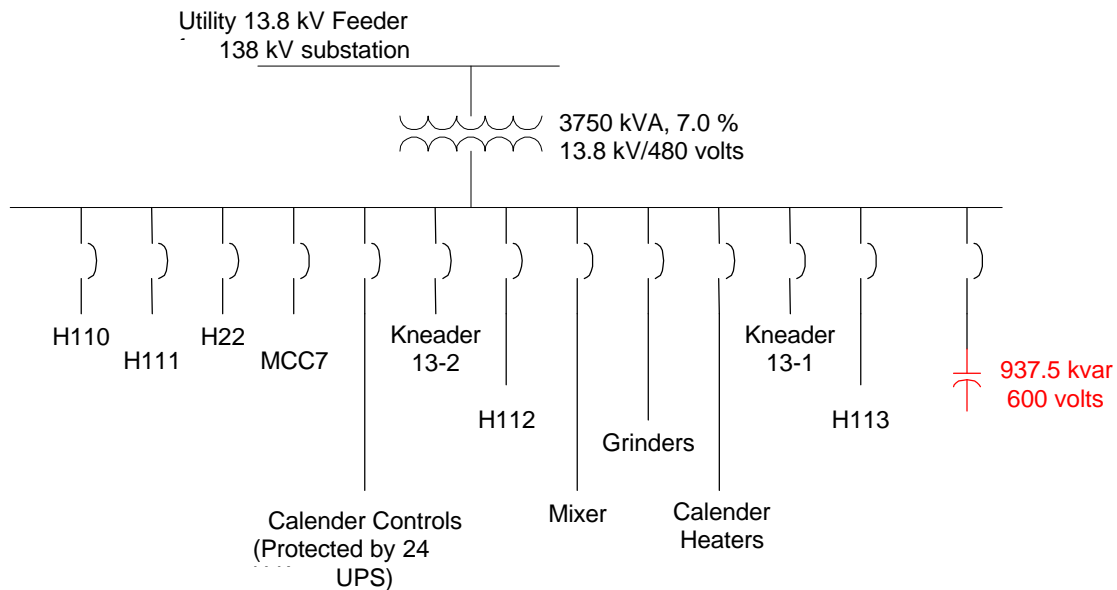 Utility 13.8 kV Feeder
138 kV substation
3750 kVA, 7.0 %
13.8 kV/480 volts
H110
H111
H22
MCC7
Kneader
13-2
H112
Grinders
Kneader
13-1
H113
937.5 kvar
600 volts
Calender Controls
(Protected by 24
UPS)
Mixer
Calender
Heaters